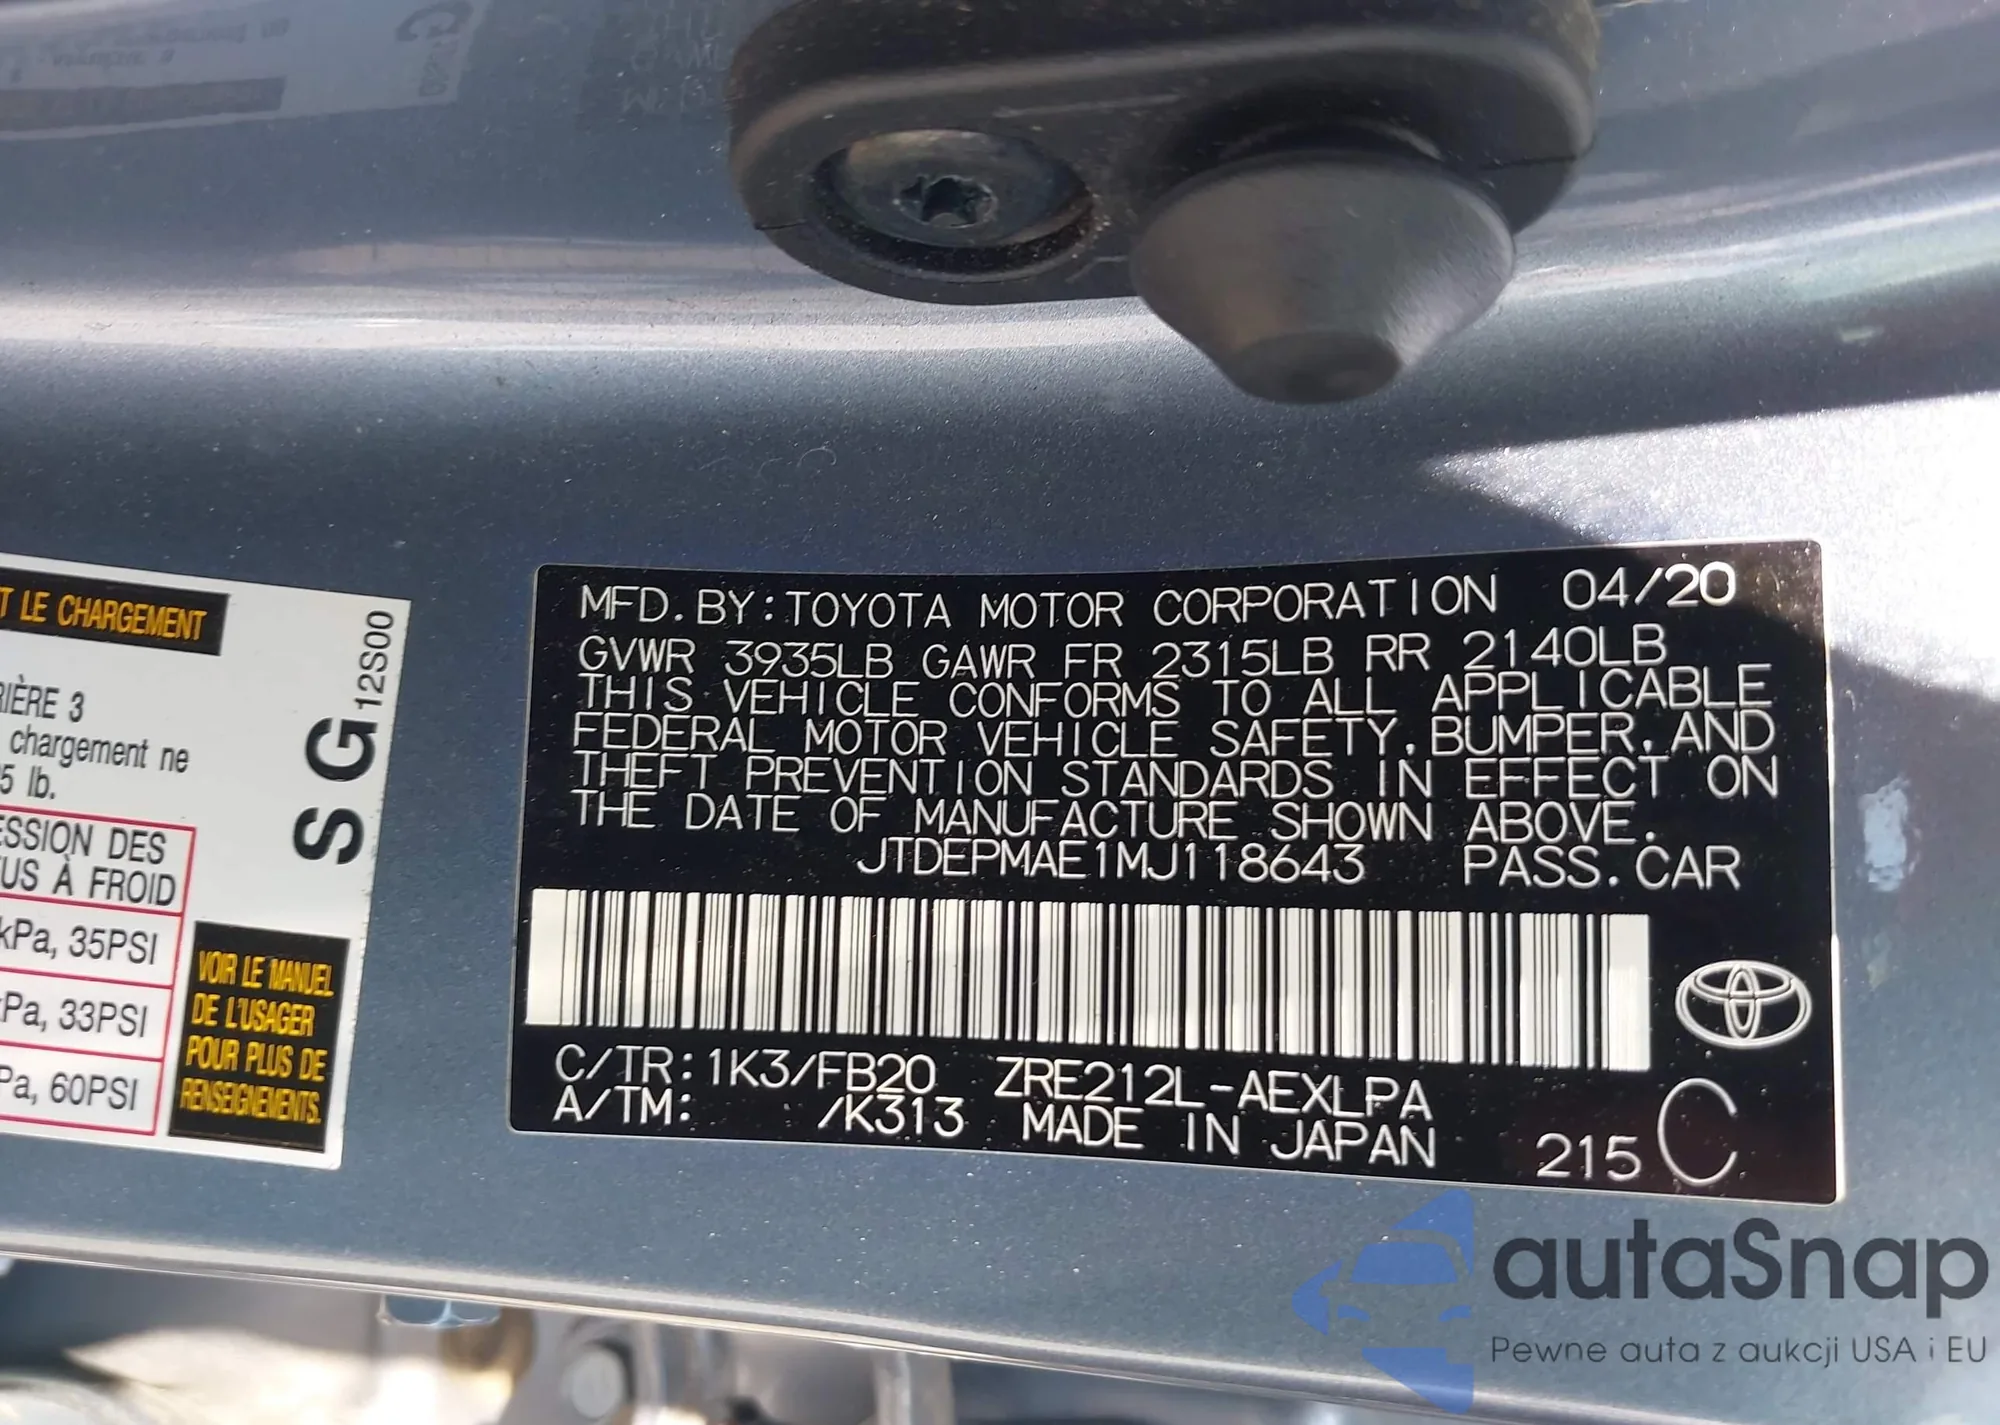 T LE CHARGEMENT
RIÈRE 3
chargement ne
5 lb.
ESSION DES
US À FROID
kPa, 35PSI
Pa, 33PSI
Pa, 60PSI
VOIR LE MANUEL
DE L'USAGER
POUR PLUS DE
RENSEIGNEMENTS.
SG12S00
MFD. BY: TOYOTA MOTOR CORPORATION 04/20
GVWR 3935LB GAWR FR 2315LB RR 2140LB
THIS VEHICLE CONFORMS TO ALL APPLICABLE
FEDERAL MOTOR VEHICLE SAFETY, BUMPER, AND
THEFT PREVENTION STANDARDS IN EFFECT ON
THE DATE OF MANUFACTURE SHOWN ABOVE.
JTDEPMAE1MJ118643 PASS. CAR
C/TR: 1K3/FB20 ZRE212L-AEXLPA
A/TM: /K313 MADE IN JAPAN 215 C
autaSnap
Pewne auta z aukcji USA i EU